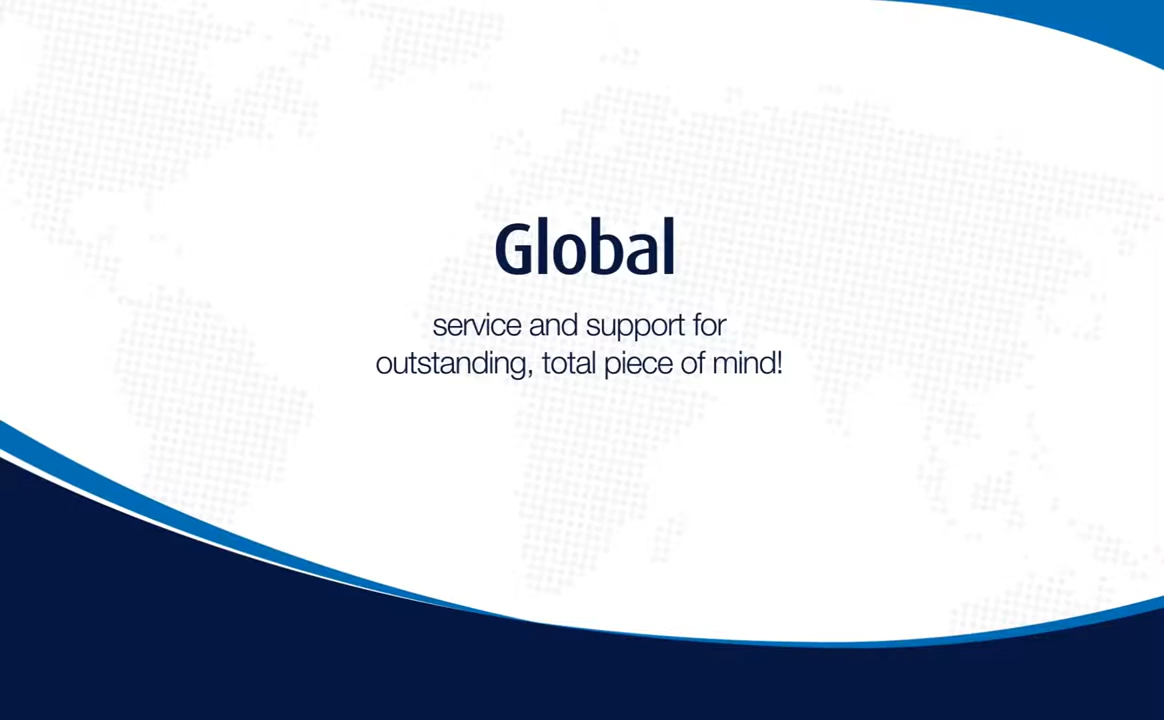 Global
service and support for
outstanding, total piece of mind!